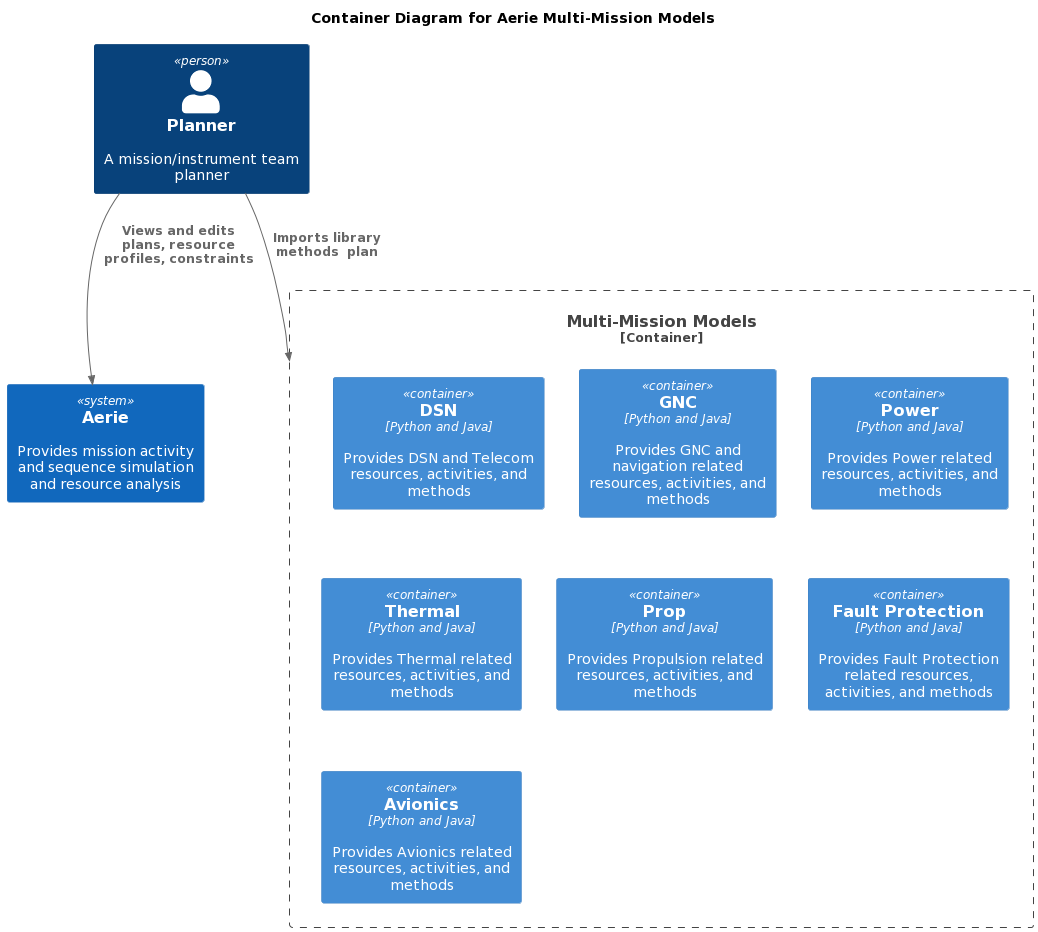 Container Diagram for Aerie Multi-Mission Models
«person»
Planner
A mission/instrument team
planner
Views and edits
plans, resource
profiles, constraints
Imports library
methods  plan
Multi-Mission Models
[Container]
«system»
Aerie
Provides mission activity
and sequence simulation
and resource analysis
«container»
DSN
[Python and Java]
Provides DSN and Telecom
resources, activities, and
methods
«container»
GNC
[Python and Java]
Provides GNC and
navigation related
resources, activities, and
methods
«container»
Power
[Python and Java]
Provides Power related
resources, activities, and
methods
«container»
Thermal
[Python and Java]
Provides Thermal related
resources, activities, and
methods
«container»
Prop
[Python and Java]
Provides Propulsion related
resources, activities, and
methods
«container»
Fault Protection
[Python and Java]
Provides Fault Protection
related resources,
activities, and methods
«container»
Avionics
[Python and Java]
Provides Avionics related
resources, activities, and
methods